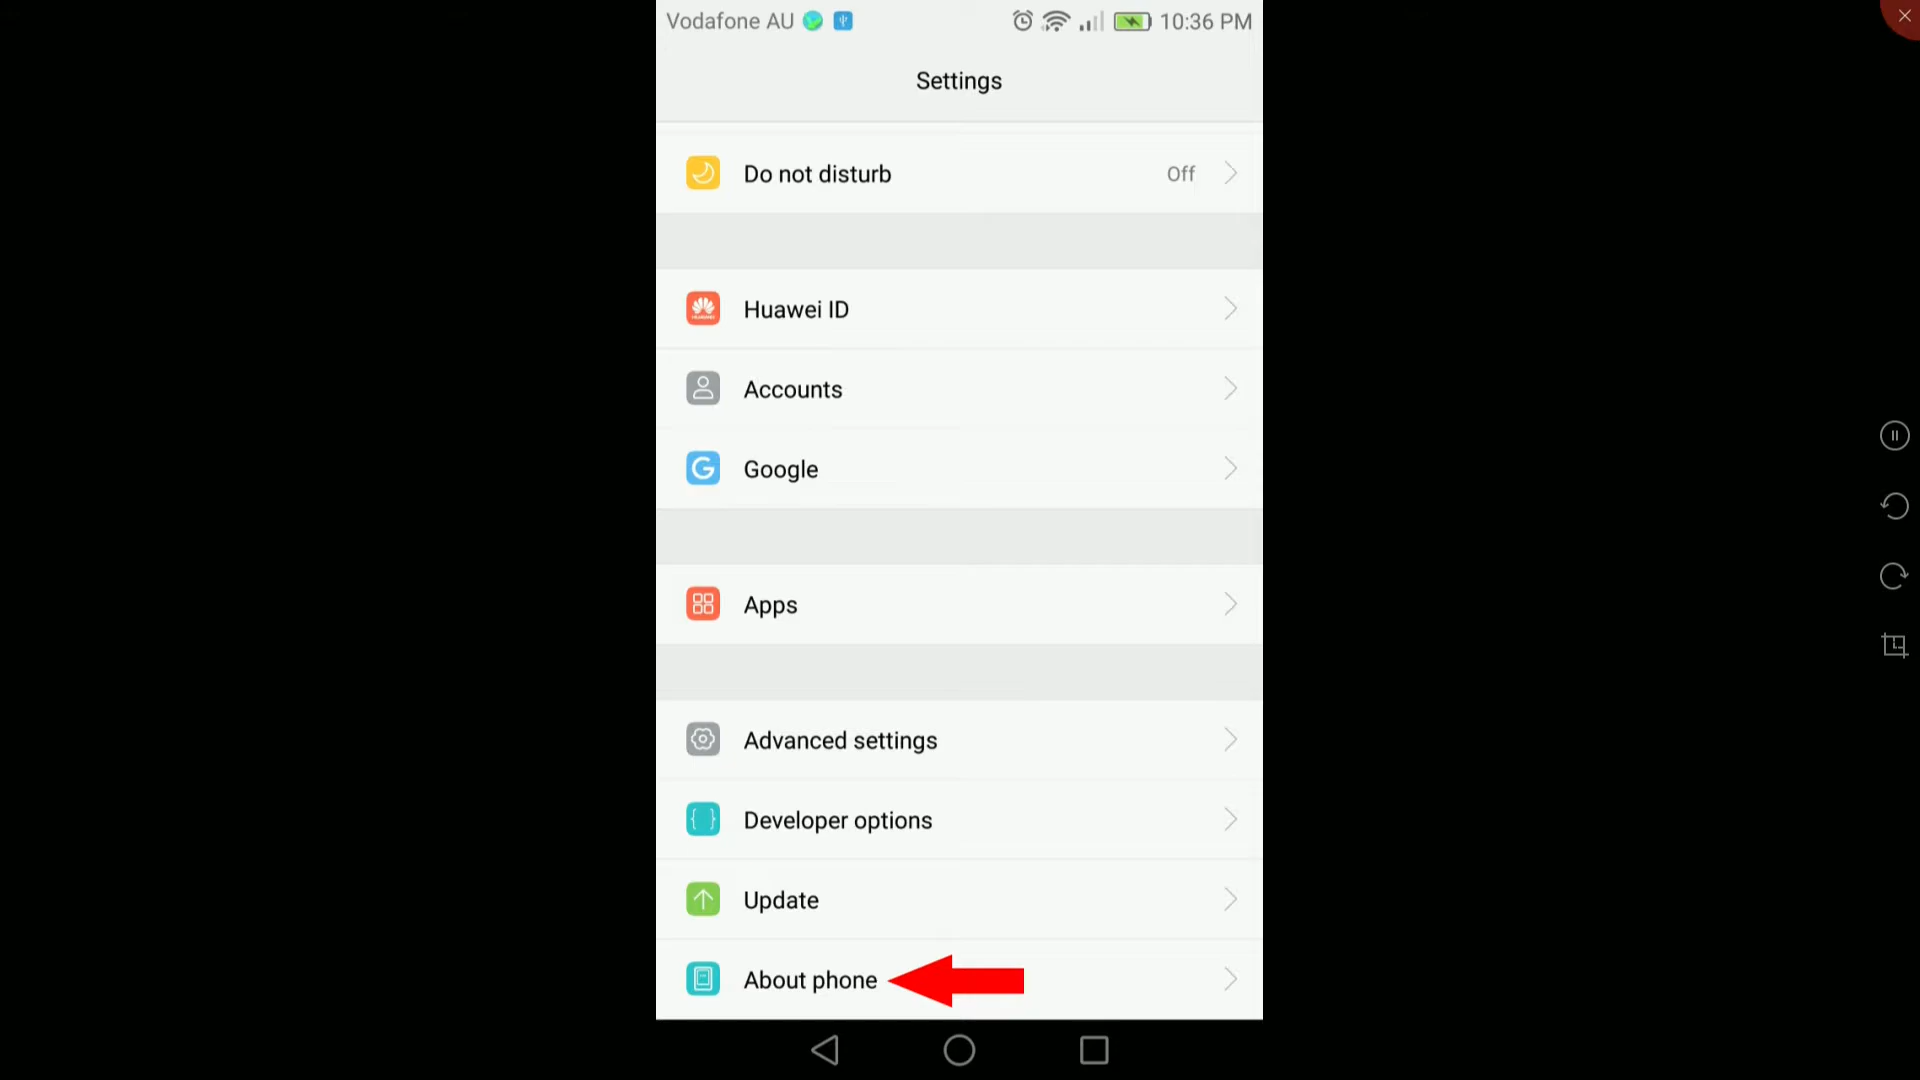 Vodafone AU 10:36 PM
Settings
Do not disturb Off
Huawei ID
Accounts
Google
Apps
Advanced settings
Developer options
Update
About phone